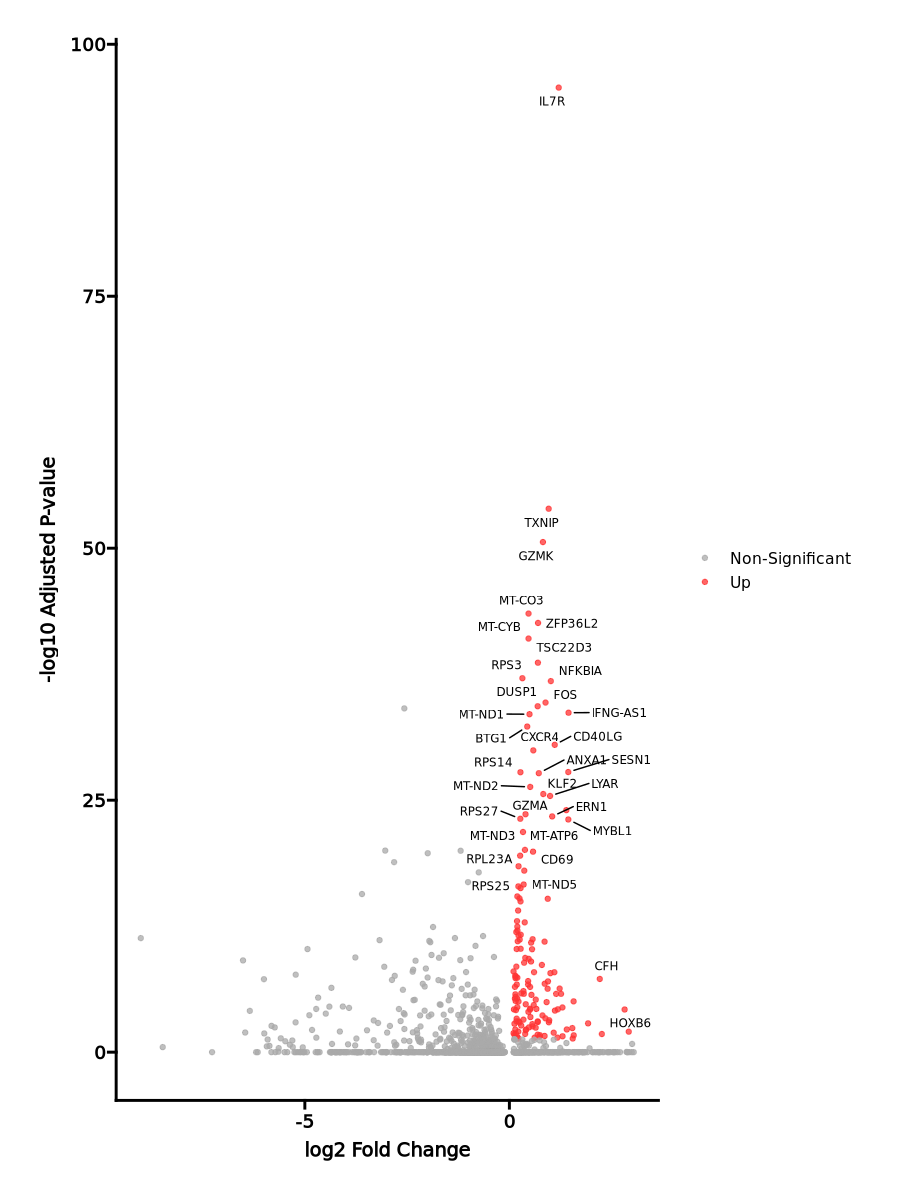 100
IL7R
75
TXNIP
50
GZMK
Non-Significant
Up
MT-CO3
ZFP36L2
MT-CYB
TSC22D3
RPS3
NFKBIA
DUSP1
FOS
MT-ND1
IFNG-AS1
BTG1
CXCR4
CD40LG
RPS14
ANXA1
SESN1
MT-ND2
KLF2
LYAR
25
GZMA
ERN1
RPS27
MYBL1
MT-ND3
MT-ATP6
RPL23A
CD69
RPS25
MT-ND5
CFH
HOXB6
0
-5
0
log2 Fold Change
-log10 Adjusted P-value